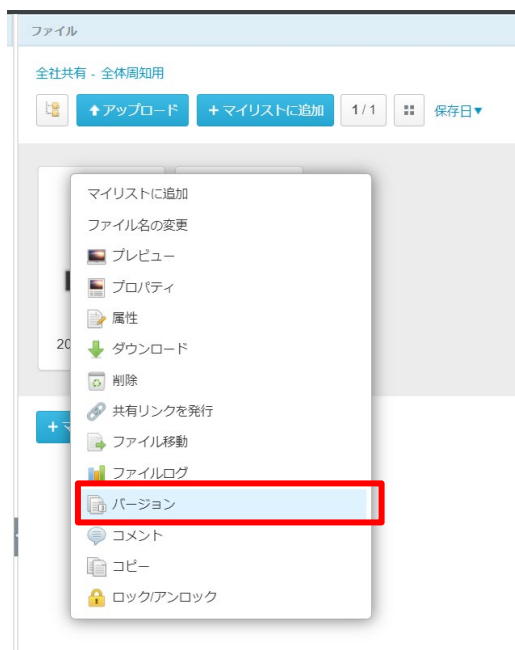 ファイル
全社共有 - 全体周知用
アップロード +マイリストに追加 1 / 1 保存日▼
マイリストに追加
ファイル名の変更
プレビュー
プロパティ
属性
20
ダウンロード
削除
共有リンクを発行
ファイル移動
+マ
ファイルログ
バージョン
コメント
コピー
ロック/アンロック